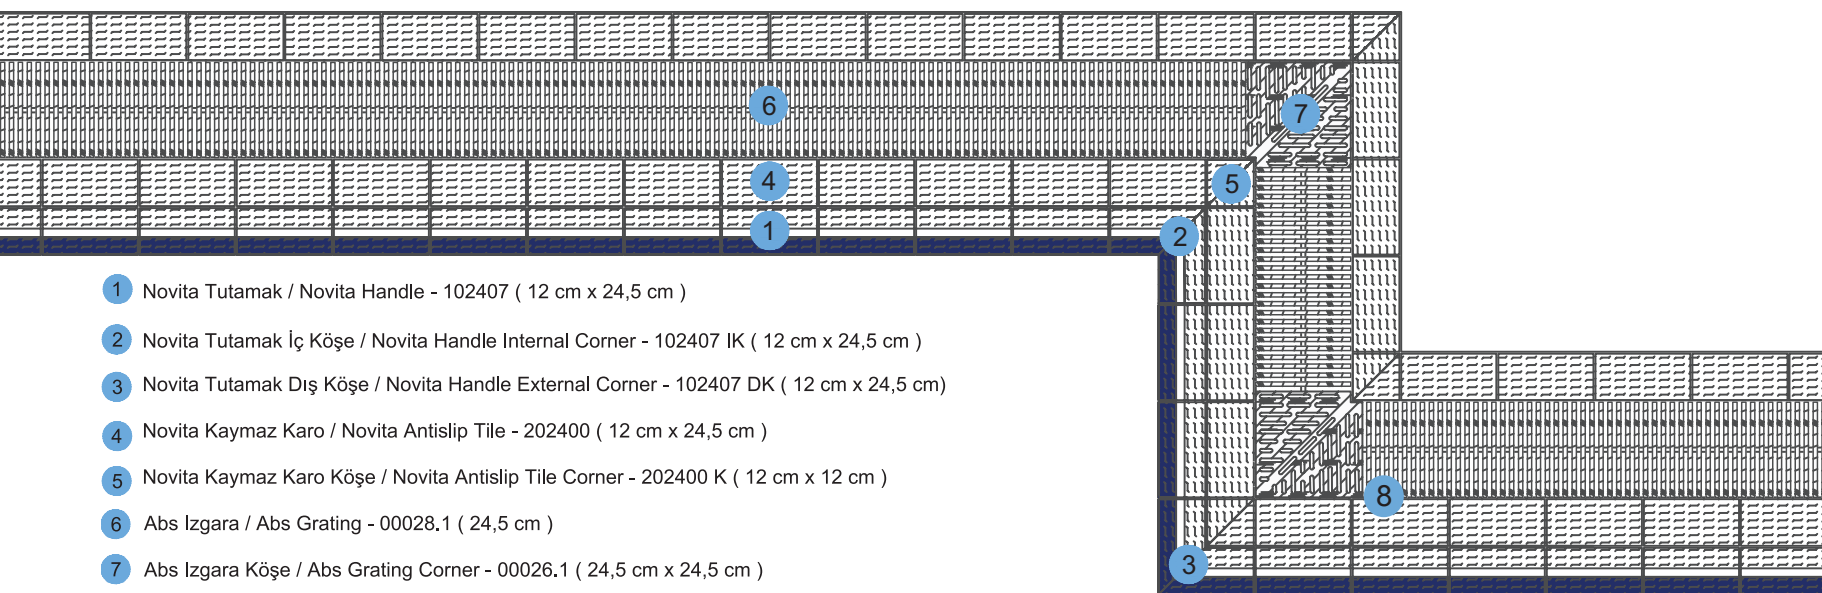 6
7
4
5
1
2
1 Novita Tutamak / Novita Handle - 102407 ( 12 cm x 24,5 cm )
2 Novita Tutamak İç Köşe / Novita Handle Internal Corner - 102407 IK ( 12 cm x 24,5 cm )
3 Novita Tutamak Dış Köşe / Novita Handle External Corner - 102407 DK ( 12 cm x 24,5 cm)
4 Novita Kaymaz Karo / Novita Antislip Tile - 202400 ( 12 cm x 24,5 cm )
5 Novita Kaymaz Karo Köşe / Novita Antislip Tile Corner - 202400 K ( 12 cm x 12 cm )
6 Abs Izgara / Abs Grating - 00028.1 ( 24,5 cm )
7 Abs Izgara Köşe / Abs Grating Corner - 00026.1 ( 24,5 cm x 24,5 cm )
8
3